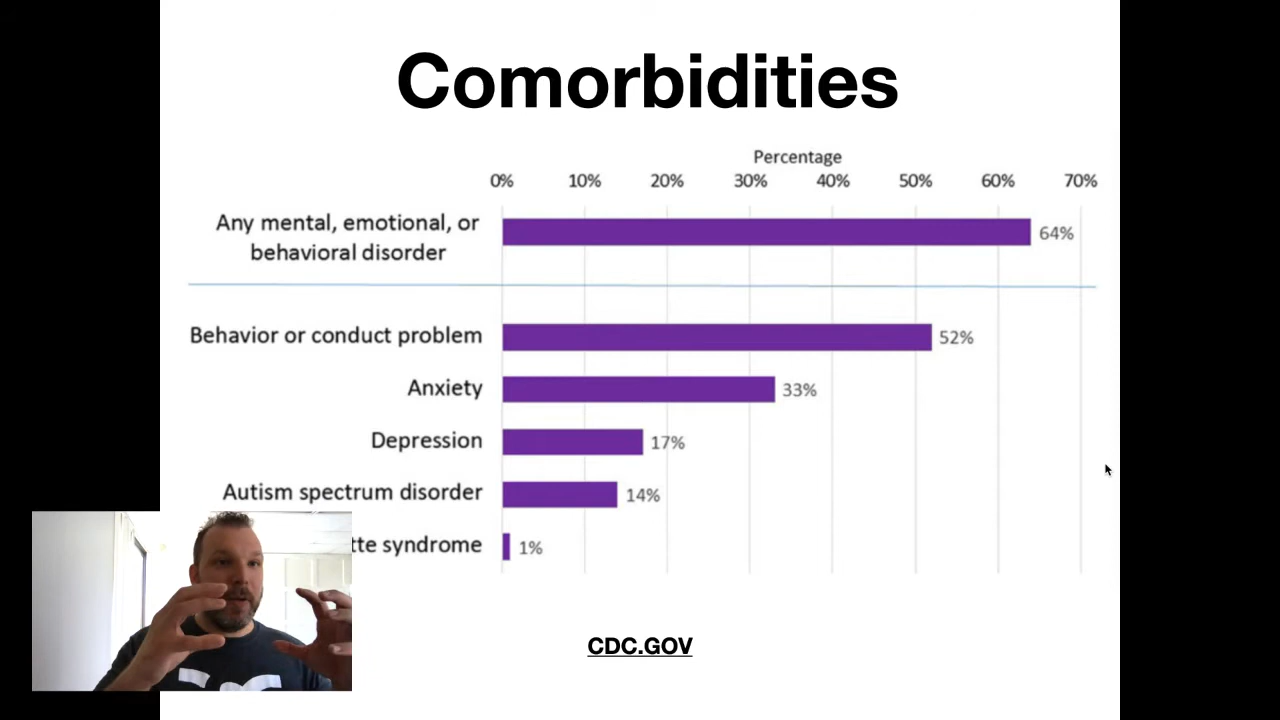 Comorbidities
Percentage
0% 10% 20% 30% 40% 50% 60% 70%
Any mental, emotional, or
behavioral disorder
64%
Behavior or conduct problem 52%
Anxiety 33%
Depression 17%
Autism spectrum disorder 14%
syndrome 1%
CDC.GOV